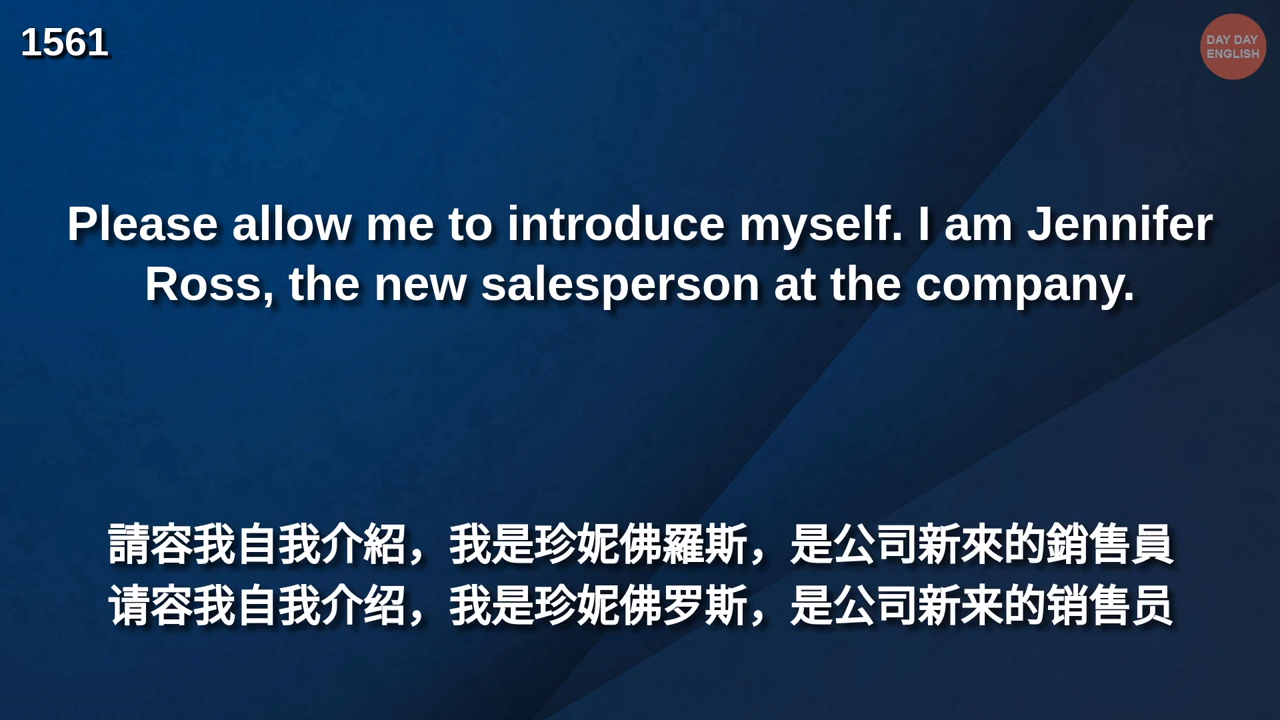 1561
DAY DAY
ENGLISH
Please allow me to introduce myself. I am Jennifer
Ross, the new salesperson at the company.
請容我自我介紹，我是珍妮佛羅斯，是公司新來的銷售員
请容我自我介绍，我是珍妮佛罗斯，是公司新来的销售员